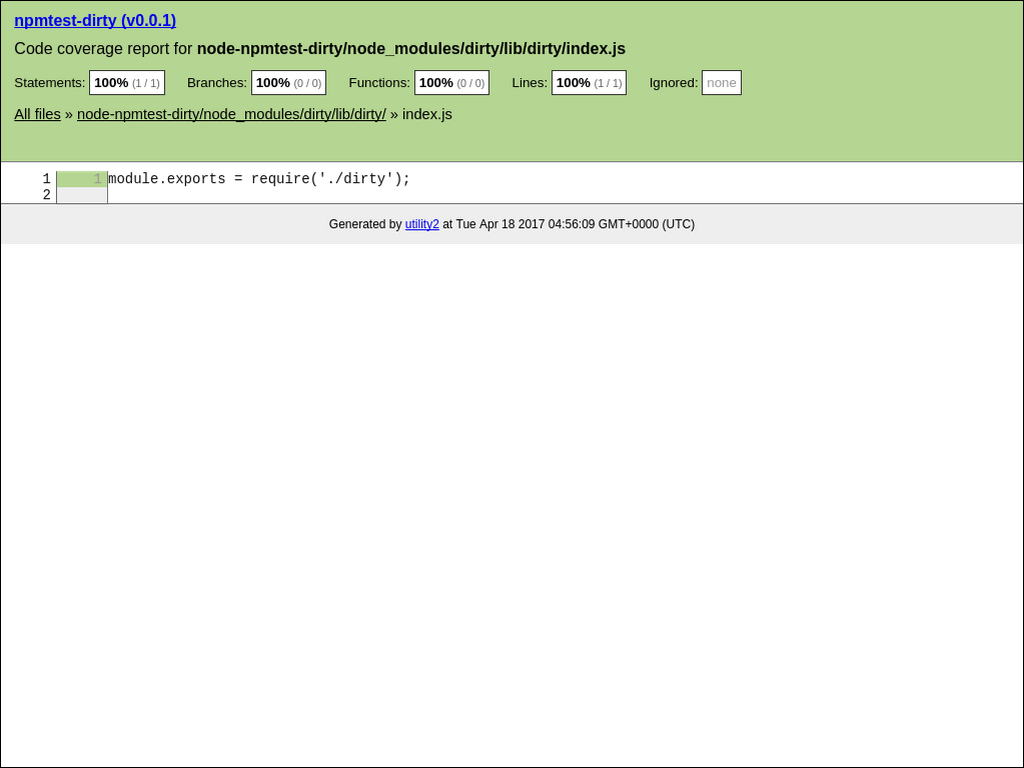 npmtest-dirty (v0.0.1)
Code coverage report for node-npmtest-dirty/node_modules/dirty/lib/dirty/index.js
Statements: 100% (1 / 1) Branches: 100% (0 / 0) Functions: 100% (0 / 0) Lines: 100% (1 / 1) Ignored: none
All files » node-npmtest-dirty/node_modules/dirty/lib/dirty/ » index.js
1 1 module.exports = require('./dirty');
2
Generated by utility2 at Tue Apr 18 2017 04:56:09 GMT+0000 (UTC)